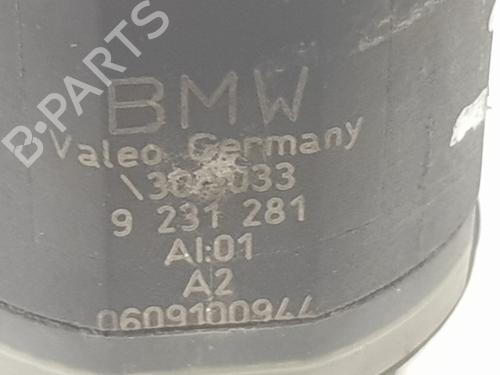 B-PARTS
BMW
Valeo Germany
9 231 281
AI:01
A2
0609100944